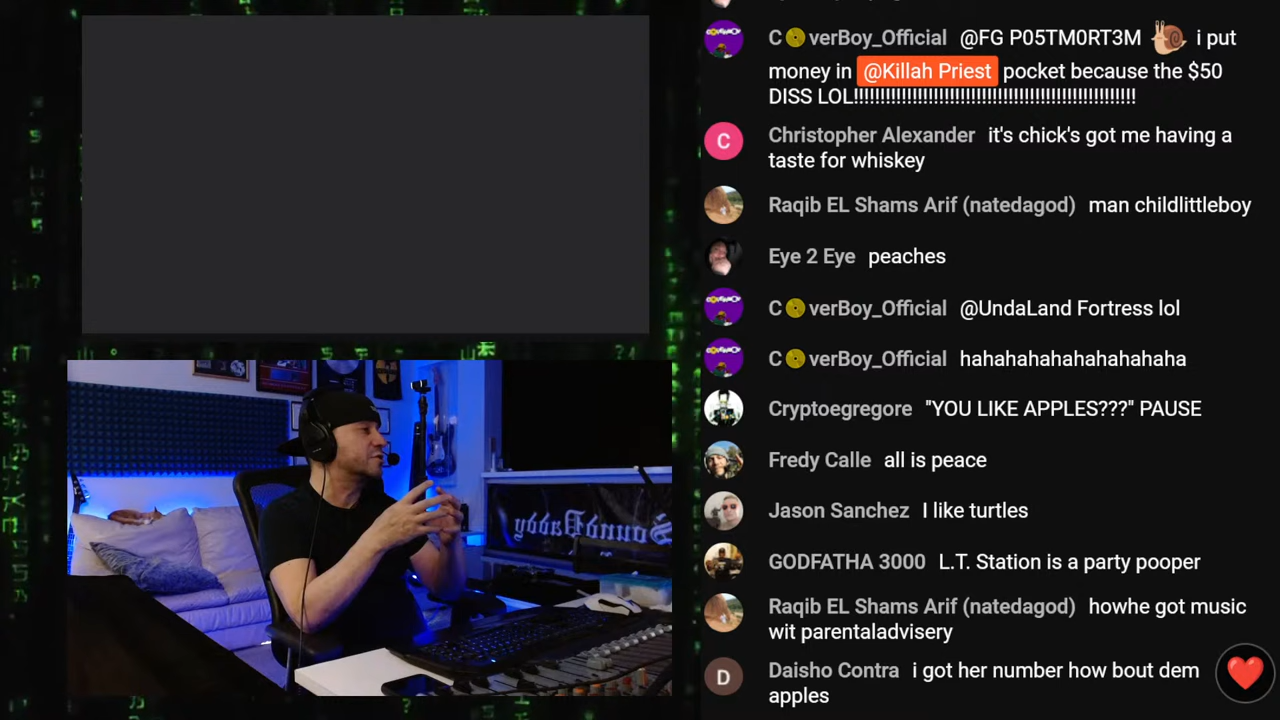 C verBoy_Official @FG P05TM0RT3M 🐌 i put
money in @Killah Priest pocket because the $50
DISS LOL!!!!!!!!!!!!!!!!!!!!!!!!!!!!!!!!!!!!!!!!!!!!!!!
Christopher Alexander it's chick's got me having a
taste for whiskey
Raqib EL Shams Arif (natedagod) man childlittleboy
Eye 2 Eye peaches
C verBoy_Official @UndaLand Fortress lol
C verBoy_Official hahahahahahahahaha
Cryptoegregore "YOU LIKE APPLES???" PAUSE
Fredy Calle all is peace
Jason Sanchez I like turtles
GODFATHA 3000 L.T. Station is a party pooper
Raqib EL Shams Arif (natedagod) howhe got music
wit parentaladvisery
Daisho Contra i got her number how bout dem
apples
C
D
SoundDaddy